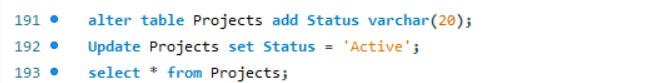 191 alter table Projects add Status varchar(20);
192 Update Projects set Status = 'Active';
193 select * from Projects;